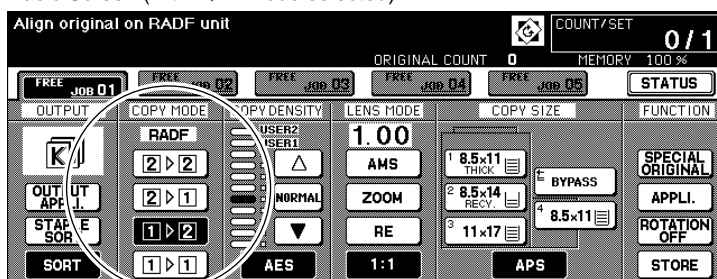 Align original on RADF unit
COUNT/SET
0/1
ORIGINAL COUNT 0 MEMORY 100 %
FREE JOB 01 FREE JOB 02 FREE JOB 03 FREE JOB 04 FREE JOB 05 STATUS
OUTPUT COPY MODE COPY DENSITY LENS MODE COPY SIZE FUNCTION
RADF USER2 1.00
USER1
2▷2 AMS 1 8.5x11 THICK BYPASS SPECIAL ORIGINAL
OUTPUT APPLI. 2▷1 NORMAL ZOOM 2 8.5x14 RECY. 4 8.5x11 APPLI.
STAPLE SORT 1▷2 RE 3 11x17 ROTATION OFF
SORT 1▷1 AES 1:1 APS STORE